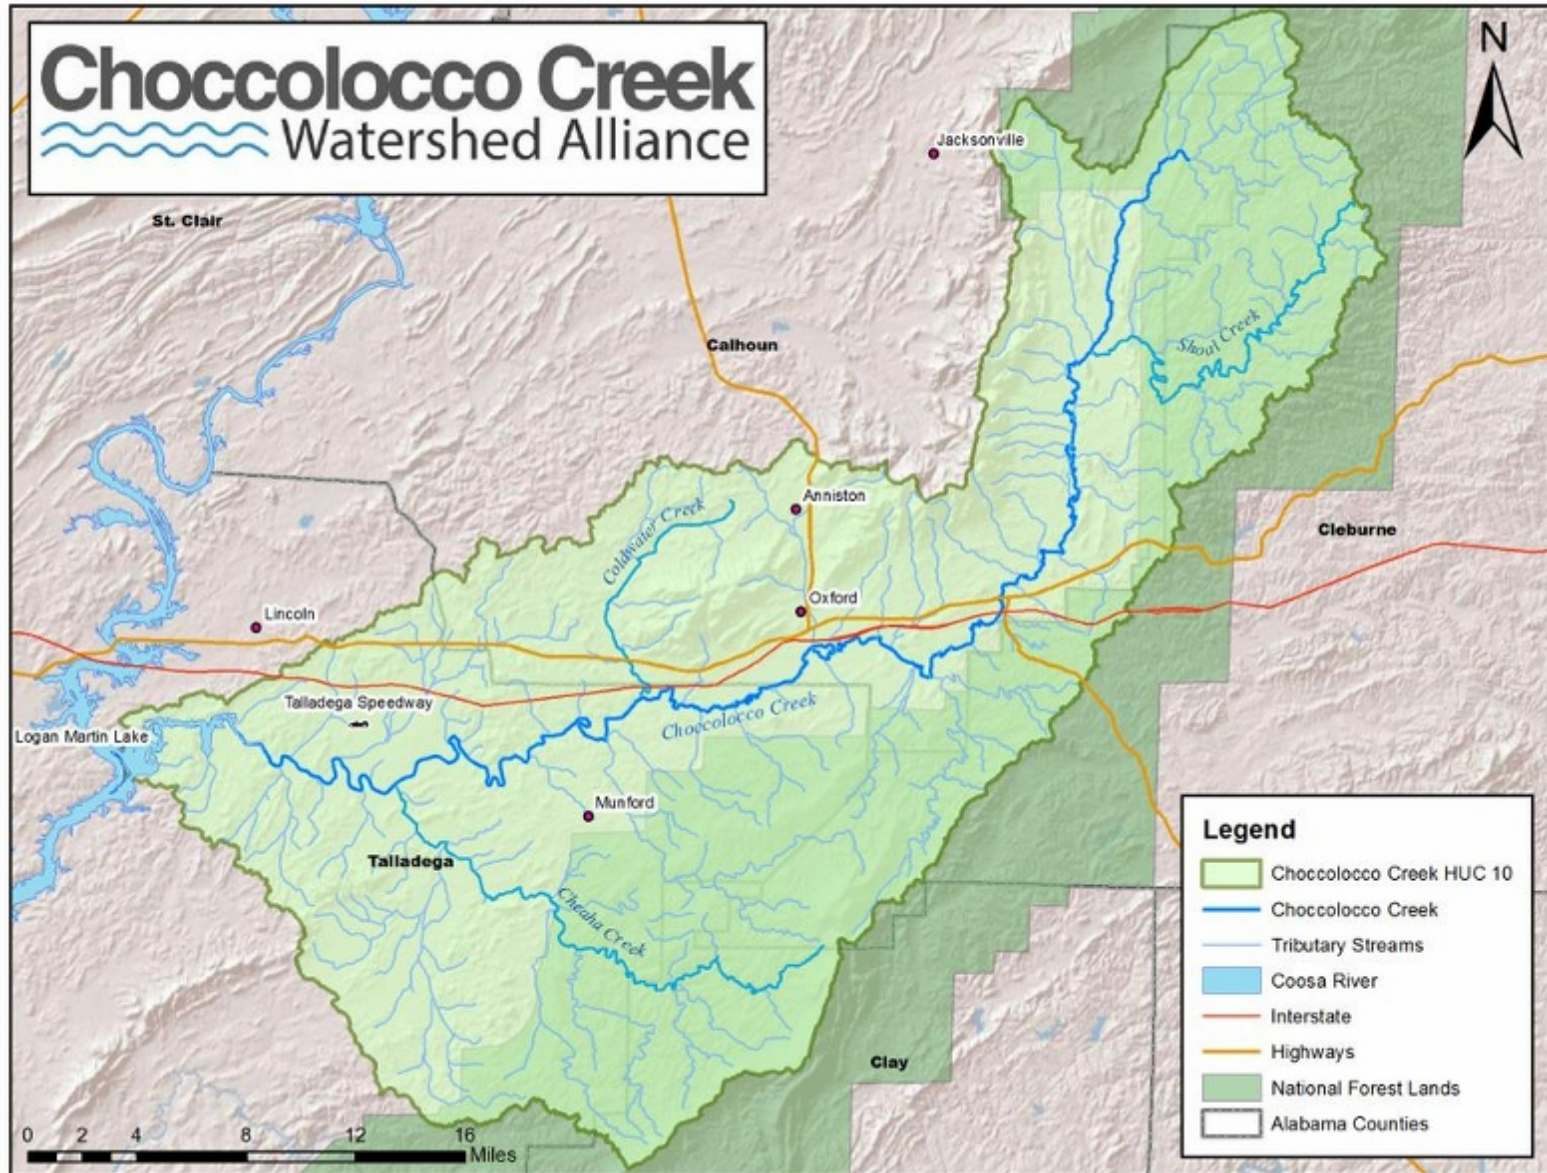 Choccolocco Creek
Watershed Alliance
N
Jacksonville
St. Clair
Shoal Creek
Calhoun
Anniston
Coldwater Creek
Cleburne
Oxford
Lincoln
Talladega Speedway
Choccolocco Creek
Logan Martin Lake
Munford
Talladega
Cheaha Creek
Clay
Legend
Choccolocco Creek HUC 10
Choccolocco Creek
Tributary Streams
Coosa River
Interstate
Highways
National Forest Lands
Alabama Counties
0 2 4 8 12 16
Miles